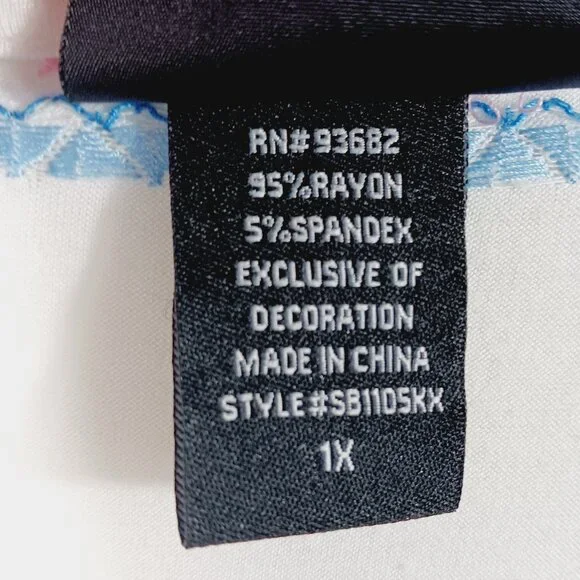 RN# 93682
95%RAYON
5%SPANDEX
EXCLUSIVE OF
DECORATION
MADE IN CHINA
STYLE#SB1105KX
1X